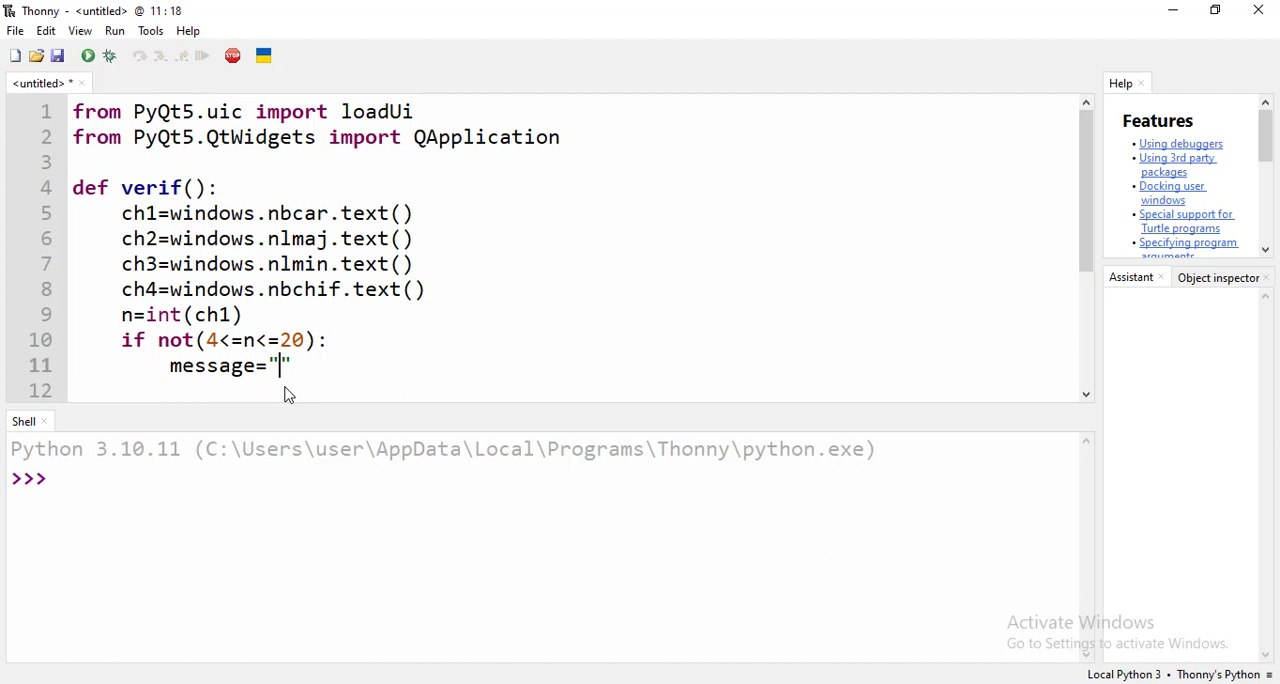 Thonny - <untitled> @ 11:18
File Edit View Run Tools Help
STOP
<untitled> *
1 from PyQt5.uic import loadUi
2 from PyQt5.QtWidgets import QApplication
3
4 def verif():
5 ch1=windows.nbcar.text()
6 ch2=windows.nlmaj.text()
7 ch3=windows.nlmin.text()
8 ch4=windows.nbchif.text()
9 n=int(ch1)
10 if not(4<=n<=20):
11 message=""
12
Shell
Python 3.10.11 (C:\Users\user\AppData\Local\Programs\Thonny\python.exe)
>>>
Help
Features
• Using debuggers
• Using 3rd party
packages
• Docking user
windows
• Special support for
Turtle programs
• Specifying program
arguments
Assistant Object inspector
Activate Windows
Go to Settings to activate Windows.
Local Python 3 • Thonny's Python ≡